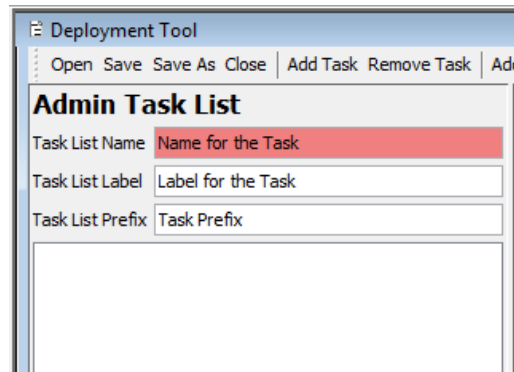 Deployment Tool
Open Save Save As Close Add Task Remove Task
Admin Task List
Task List Name Name for the Task
Task List Label Label for the Task
Task List Prefix Task Prefix